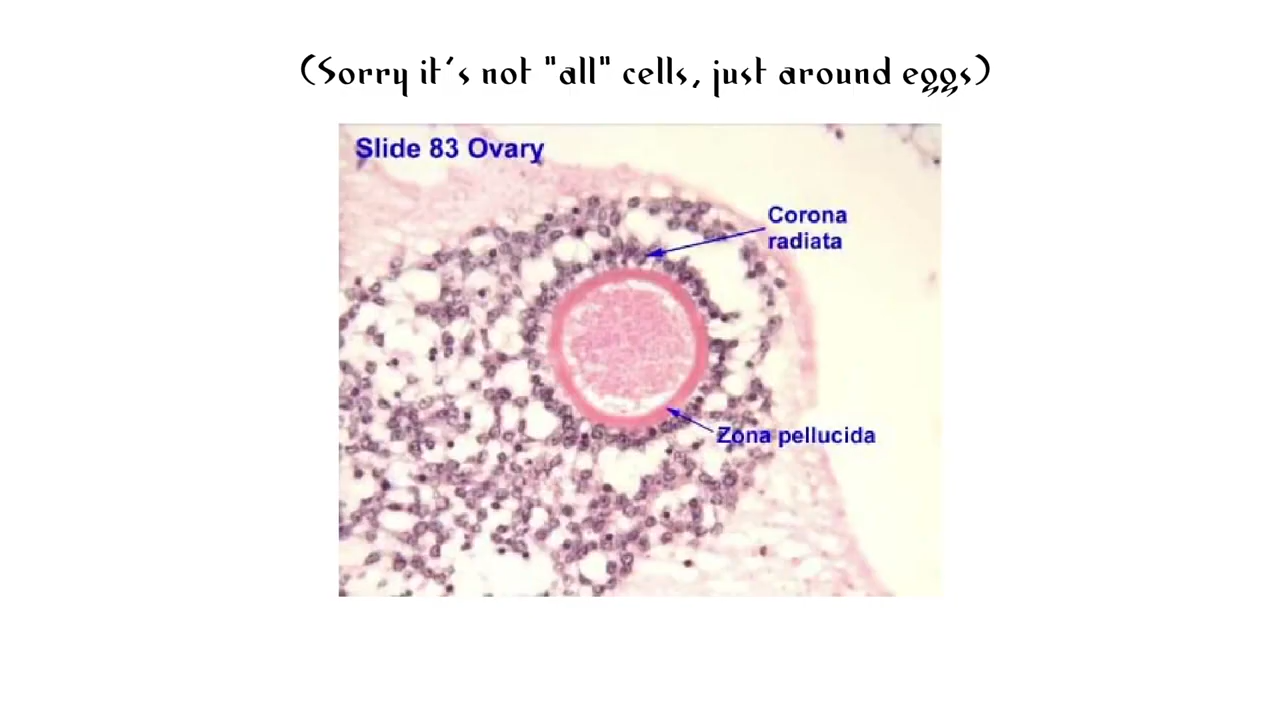 (Sorry it's not "all" cells, just around eggs)
Slide 83 Ovary
Corona
radiata
Zona pellucida